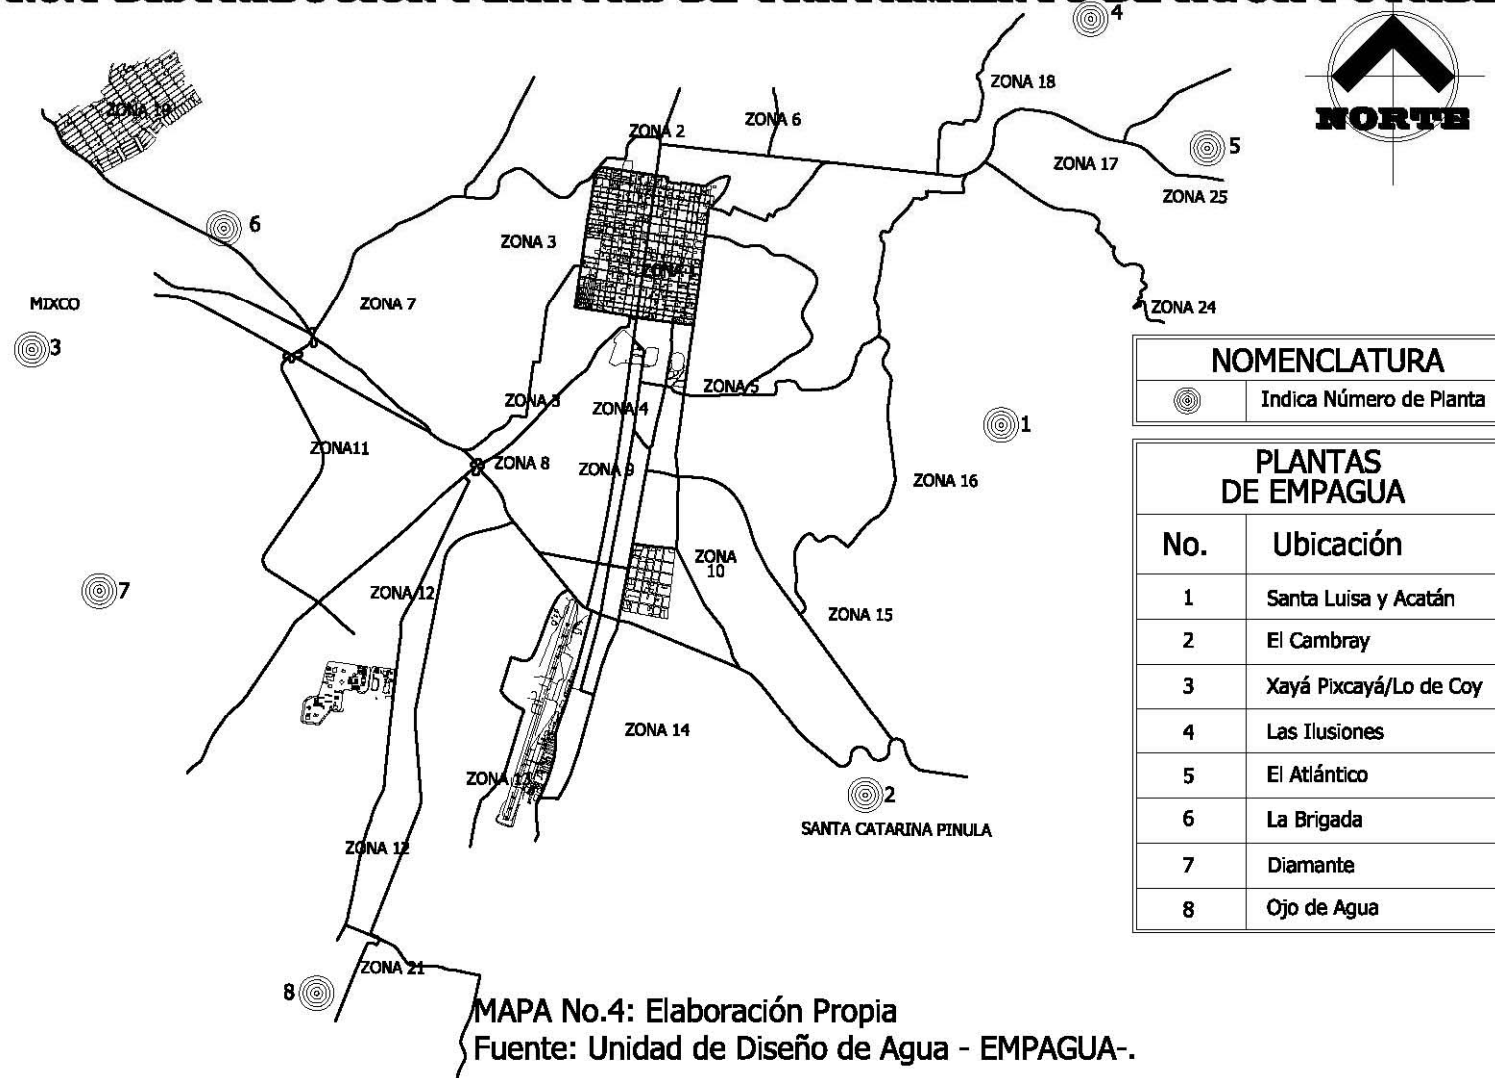 4
ZONA 18
ZONA 19
ZONA 2
ZONA 6
NORTE
5
ZONA 17
ZONA 25
6
ZONA 3
ZONA 1
MIXCO
ZONA 7
ZONA 24
3
NOMENCLATURA
Indica Número de Planta
ZONA 5
ZONA 3
ZONA 4
1
ZONA11
ZONA 8
ZONA 9
ZONA 16
PLANTAS
DE EMPAGUA
No. Ubicación
1 Santa Luisa y Acatán
2 El Cambray
3 Xayá Pixcayá/Lo de Coy
4 Las Ilusiones
5 El Atlántico
6 La Brigada
7 Diamante
8 Ojo de Agua
ZONA
10
7
ZONA 12
ZONA 15
ZONA 14
ZONA 13
2
SANTA CATARINA PINULA
ZONA 12
ZONA 21
8
MAPA No.4: Elaboración Propia
Fuente: Unidad de Diseño de Agua - EMPAGUA-.